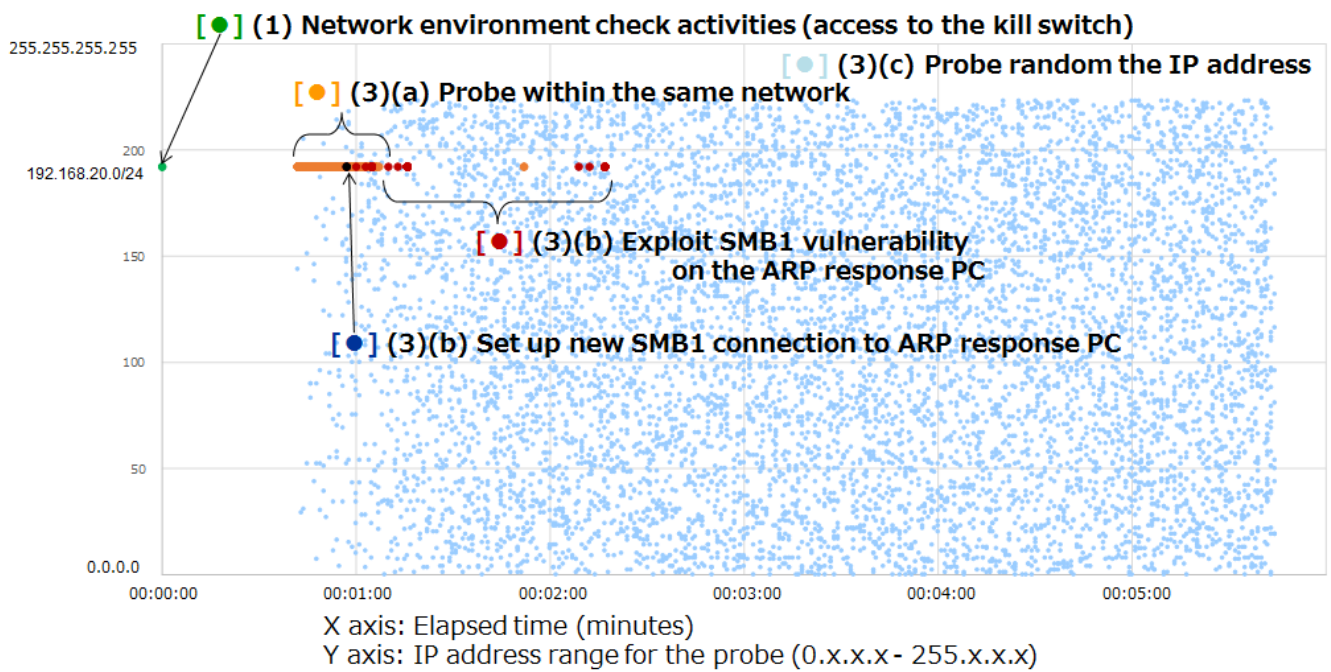 [ ● ] (1) Network environment check activities (access to the kill switch)
255.255.255.255
[ ● ] (3)(c) Probe random the IP address
[ ● ] (3)(a) Probe within the same network
200
192.168.20.0/24
[ ● ] (3)(b) Exploit SMB1 vulnerability
on the ARP response PC
150
[ ● ] (3)(b) Set up new SMB1 connection to ARP response PC
100
50
0.0.0.0
00:00:00 00:01:00 00:02:00 00:03:00 00:04:00 00:05:00
X axis: Elapsed time (minutes)
Y axis: IP address range for the probe (0.x.x.x - 255.x.x.x)